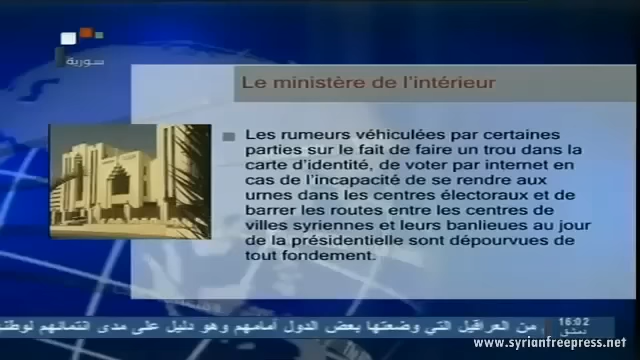 سورية
Le ministère de l'intérieur
Les rumeurs véhiculées par certaines
parties sur le fait de faire un trou dans la
carte d'identité, de voter par internet en
cas de l'incapacité de se rendre aux
urnes dans les centres électoraux et de
barrer les routes entre les centres de
villes syriennes et leurs banlieues au jour
de la présidentielle sont dépourvues de
tout fondement.
من العراقيل التي وضعتها بعض الدول أمامهم وهو دليل على مدى انتمائهم لوطن
16:02
دمشق
www.syrianfreepress.net